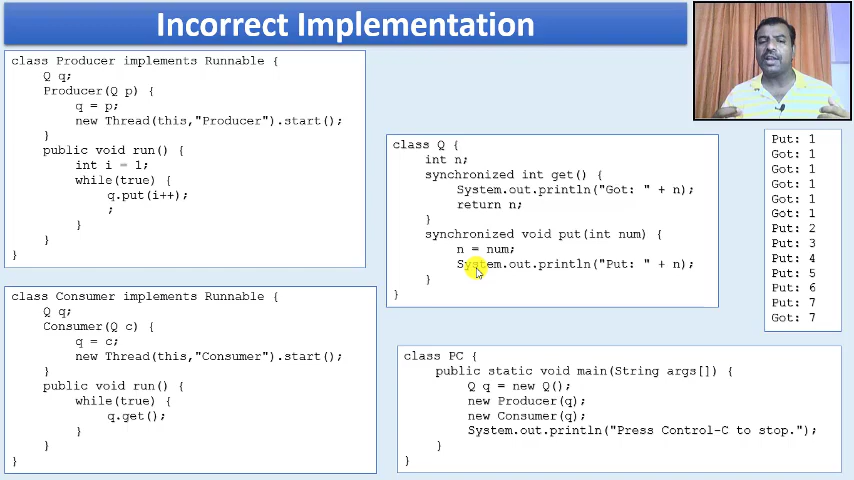 Incorrect Implementation
class Producer implements Runnable {
Q q;
Producer(Q p) {
q = p;
new Thread(this,"Producer").start();
}
public void run() {
int i = 1;
while(true) {
q.put(i++);
;
}
}
}
class Consumer implements Runnable {
Q q;
Consumer(Q c) {
q = c;
new Thread(this,"Consumer").start();
}
public void run() {
while(true) {
q.get();
}
}
}
class Q {
int n;
synchronized int get() {
System.out.println("Got: " + n);
return n;
}
synchronized void put(int num) {
n = num;
System.out.println("Put: " + n);
}
}
class PC {
public static void main(String args[]) {
Q q = new Q();
new Producer(q);
new Consumer(q);
System.out.println("Press Control-C to stop.");
}
}
Put: 1
Got: 1
Got: 1
Got: 1
Got: 1
Got: 1
Put: 2
Put: 3
Put: 4
Put: 5
Put: 6
Put: 7
Got: 7